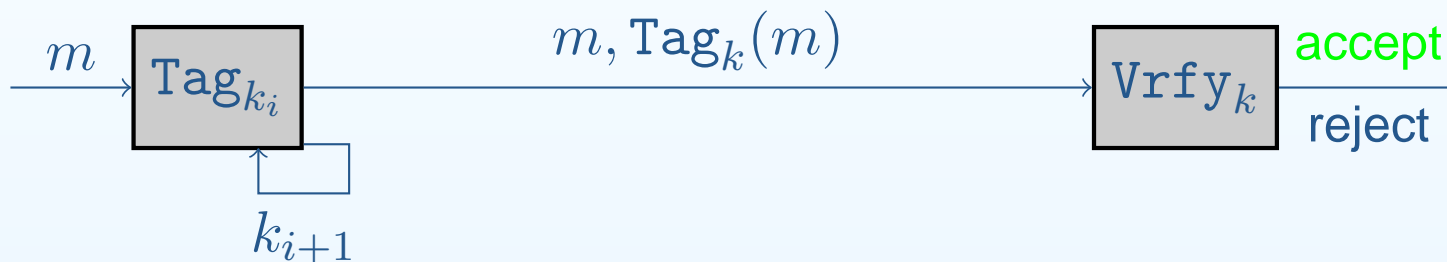 m
Tag_{k_i}
m, Tag_k(m)
Vrfy_k
accept
reject
k_{i+1}